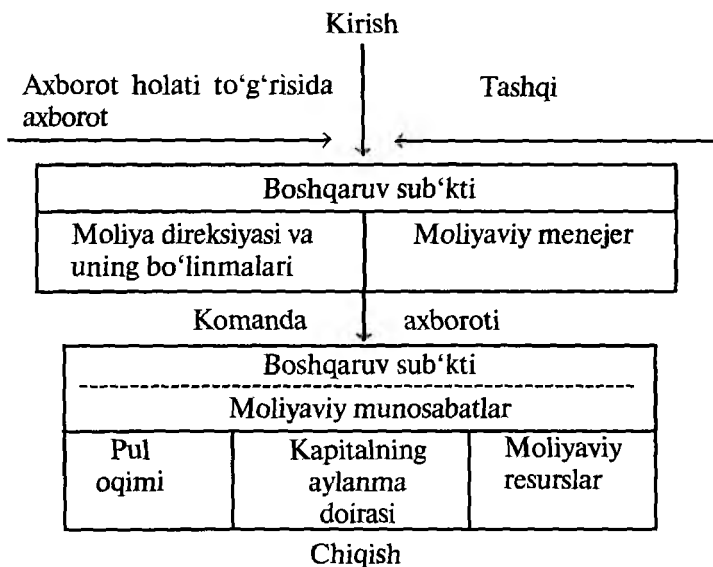 Kirish
Axborot holati to‘g‘risida
axborot
Tashqi
Boshqaruv sub‘kti
Moliya direksiyasi va
uning bo‘linmalari
Moliyaviy menejer
Komanda axboroti
Boshqaruv sub‘kti
Moliyaviy munosabatlar
Pul
oqimi
Kapitalning
aylanma
doirasi
Moliyaviy
resurslar
Chiqish